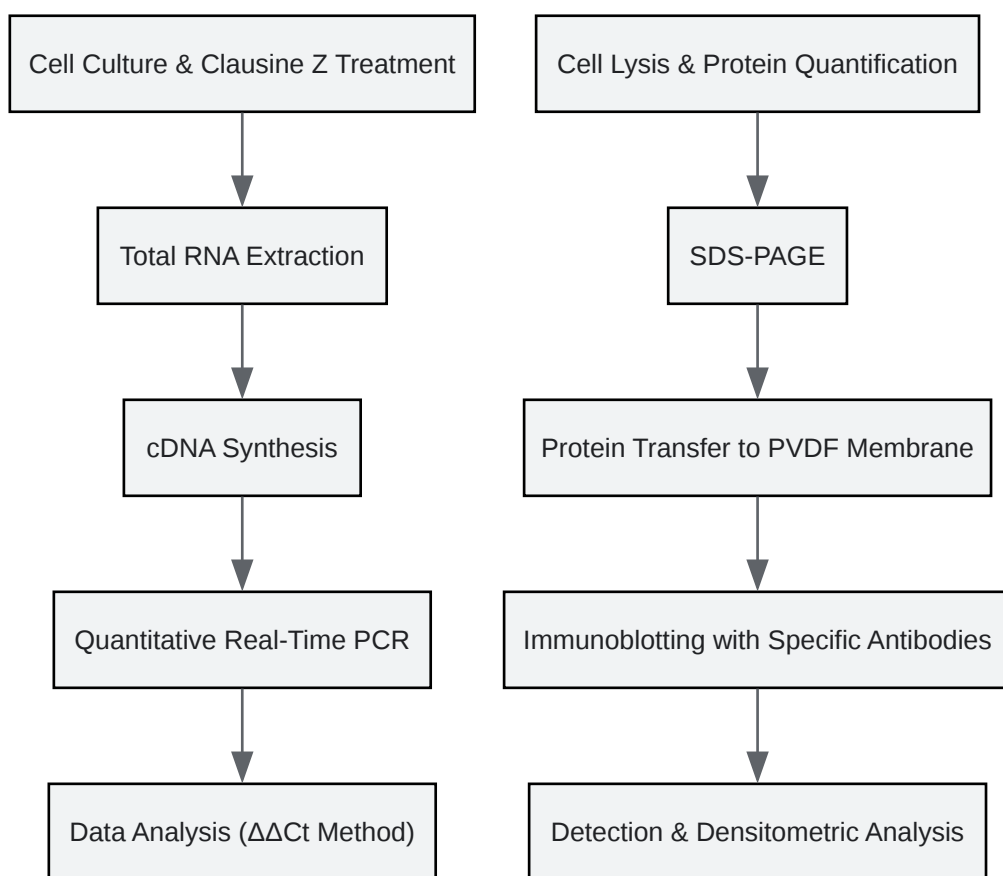 Cell Culture & Clausine Z Treatment
Total RNA Extraction
cDNA Synthesis
Quantitative Real-Time PCR
Data Analysis (ΔΔCt Method)
Cell Lysis & Protein Quantification
SDS-PAGE
Protein Transfer to PVDF Membrane
Immunoblotting with Specific Antibodies
Detection & Densitometric Analysis